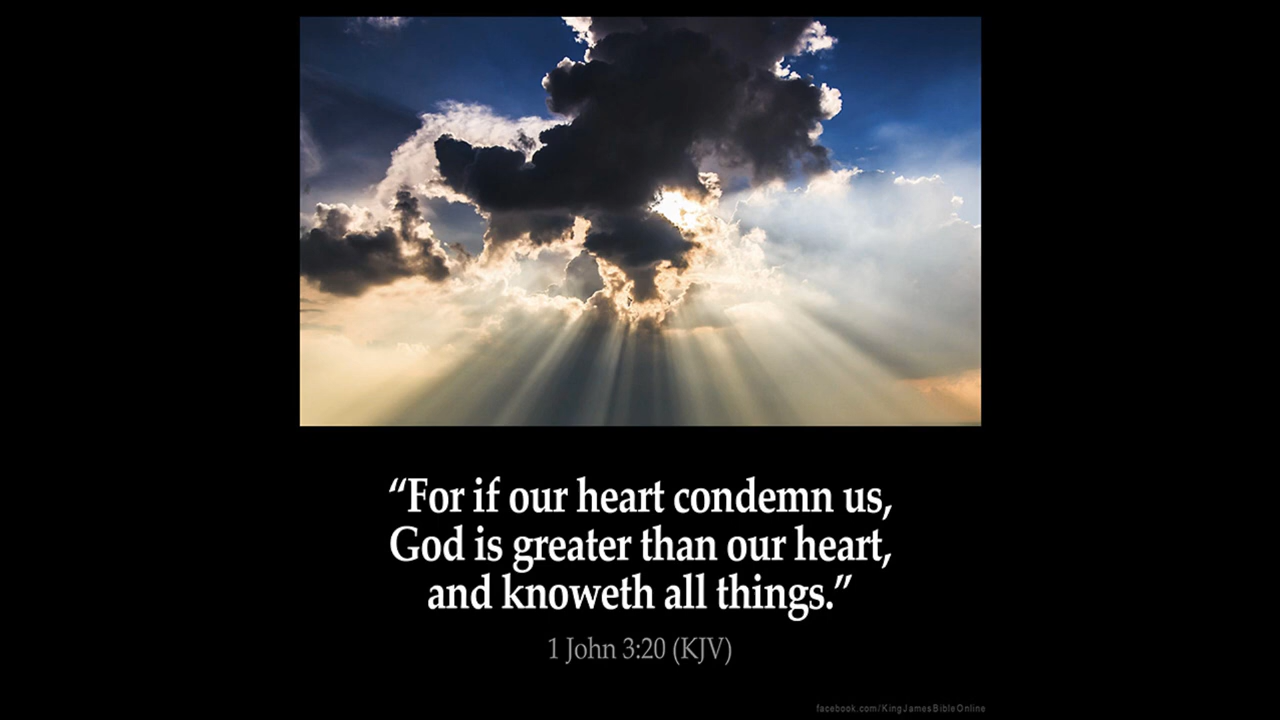 “For if our heart condemn us,
God is greater than our heart,
and knoweth all things.”
1 John 3:20 (KJV)
facebook.com/KingJamesBibleOnline